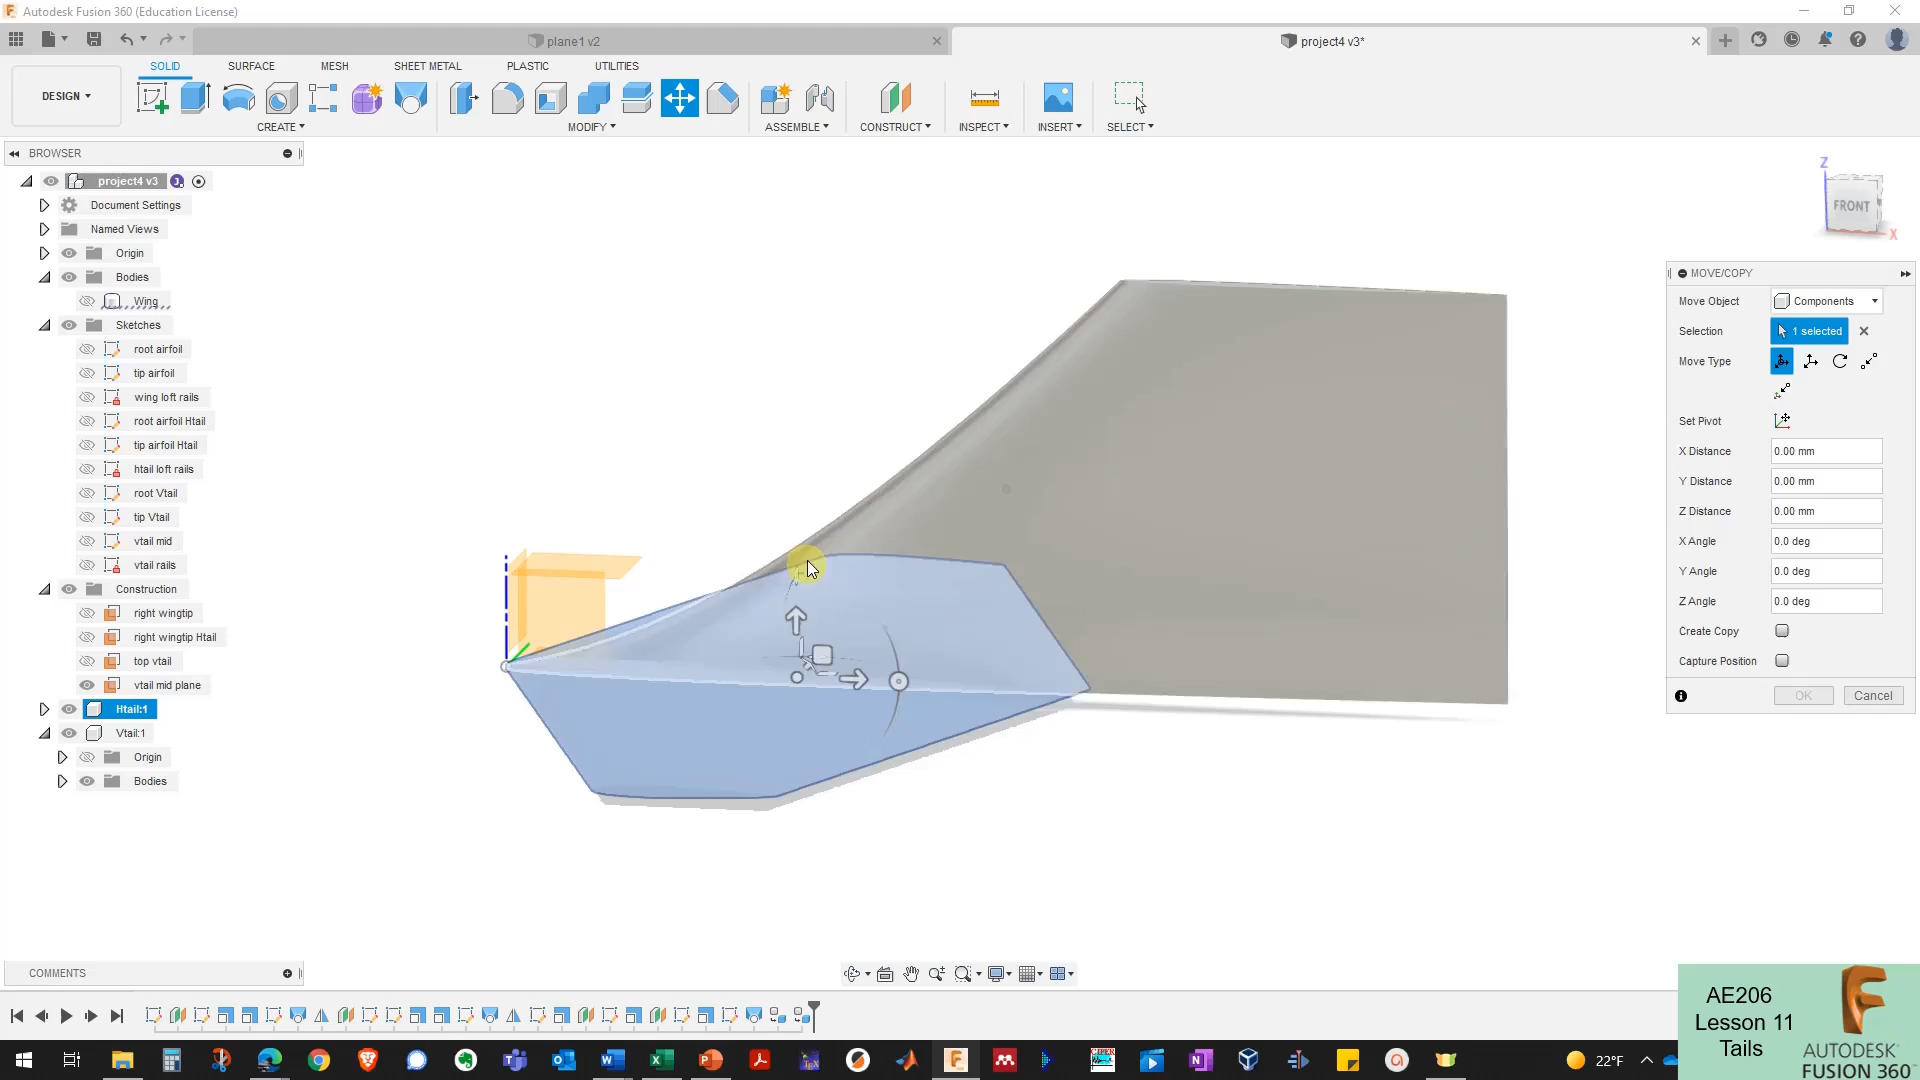 Autodesk Fusion 360 (Education License)
plane1 v2
project4 v3*
DESIGN
SOLID
SURFACE
MESH
SHEET METAL
PLASTIC
UTILITIES
CREATE
MODIFY
ASSEMBLE
CONSTRUCT
INSPECT
INSERT
SELECT
BROWSER
project4 v3
Document Settings
Named Views
Origin
Bodies
Wing
Sketches
root airfoil
tip airfoil
wing loft rails
root airfoil Htail
tip airfoil Htail
htail loft rails
root Vtail
tip Vtail
vtail mid
vtail rails
Construction
right wingtip
right wingtip Htail
top vtail
vtail mid plane
Htail:1
Vtail:1
Origin
Bodies
Z
FRONT
X
MOVE/COPY
Move Object
Components
Selection
1 selected
Move Type
Set Pivot
X Distance
0.00 mm
Y Distance
0.00 mm
Z Distance
0.00 mm
X Angle
0.0 deg
Y Angle
0.0 deg
Z Angle
0.0 deg
Create Copy
Capture Position
OK
Cancel
COMMENTS
AE206
Lesson 11
Tails
AUTODESK
FUSION 360
22°F